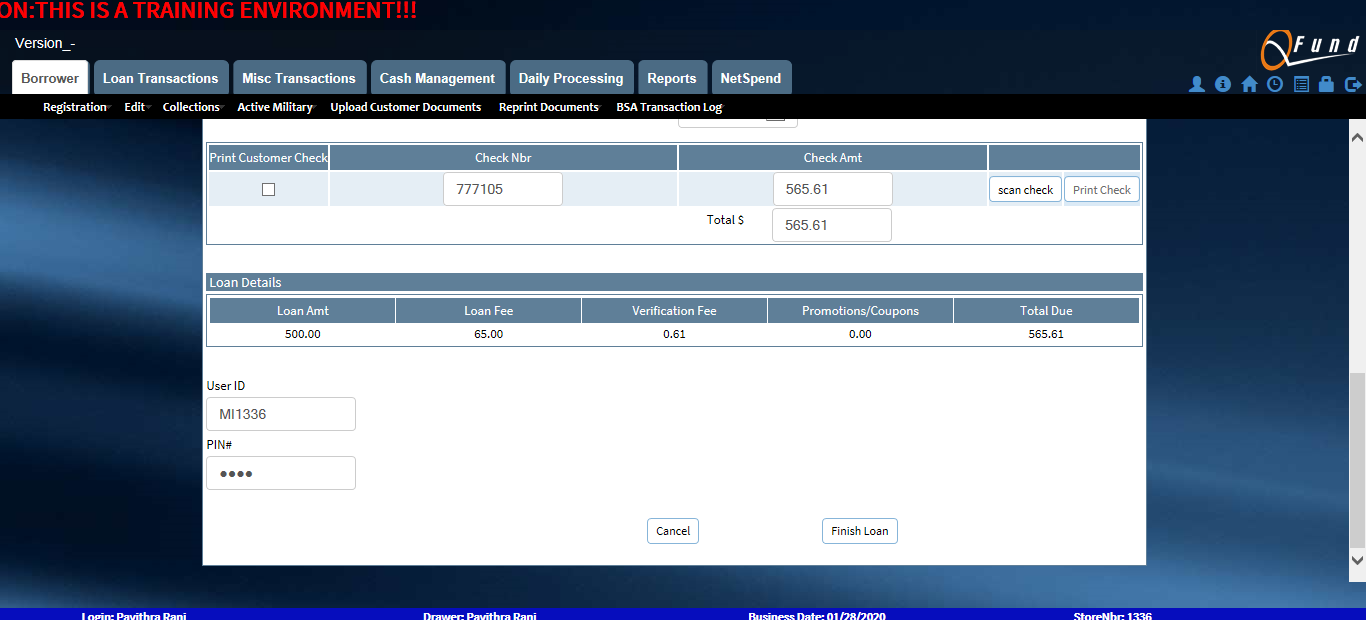 ON:THIS IS A TRAINING ENVIRONMENT!!!
Version_-
QFund
Borrower Loan Transactions Misc Transactions Cash Management Daily Processing Reports NetSpend
Registration Edit Collections Active Military Upload Customer Documents Reprint Documents BSA Transaction Log
Print Customer Check Check Nbr Check Amt
777105 565.61 scan check Print Check
Total $ 565.61
Loan Details
Loan Amt Loan Fee Verification Fee Promotions/Coupons Total Due
500.00 65.00 0.61 0.00 565.61
User ID
MI1336
PIN#
••••
Cancel Finish Loan
Login: Pavithra Rani Drawer: Pavithra Rani Business Date: 01/28/2020 StoreNbr: 1336